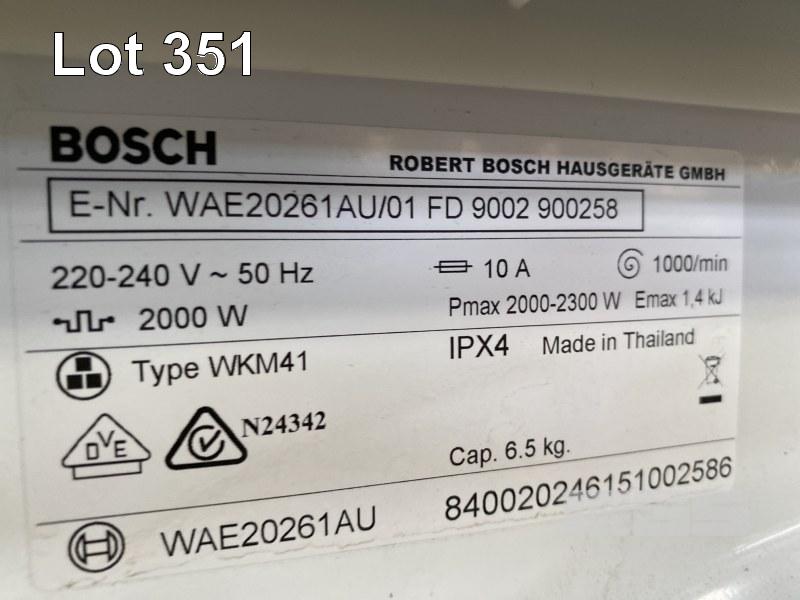 Lot 351
BOSCH
ROBERT BOSCH HAUSGERÄTE GMBH
E-Nr. WAE20261AU/01 FD 9002 900258
220-240 V ~ 50 Hz
10 A
1000/min
2000 W
Pmax 2000-2300 W Emax 1,4 kJ
Type WKM41
IPX4 Made in Thailand
DVE
N24342
Cap. 6.5 kg.
WAE20261AU
840020246151002586